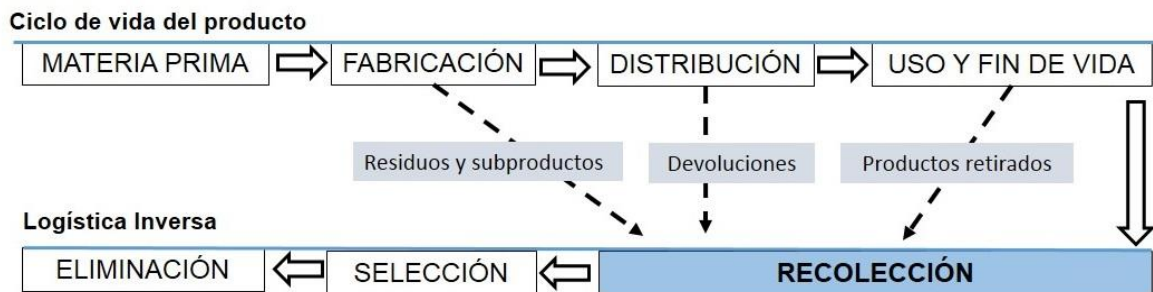 Ciclo de vida del producto
MATERIA PRIMA
FABRICACIÓN
DISTRIBUCIÓN
USO Y FIN DE VIDA
Residuos y subproductos
Devoluciones
Productos retirados
Logística Inversa
ELIMINACIÓN
SELECCIÓN
RECOLECCIÓN